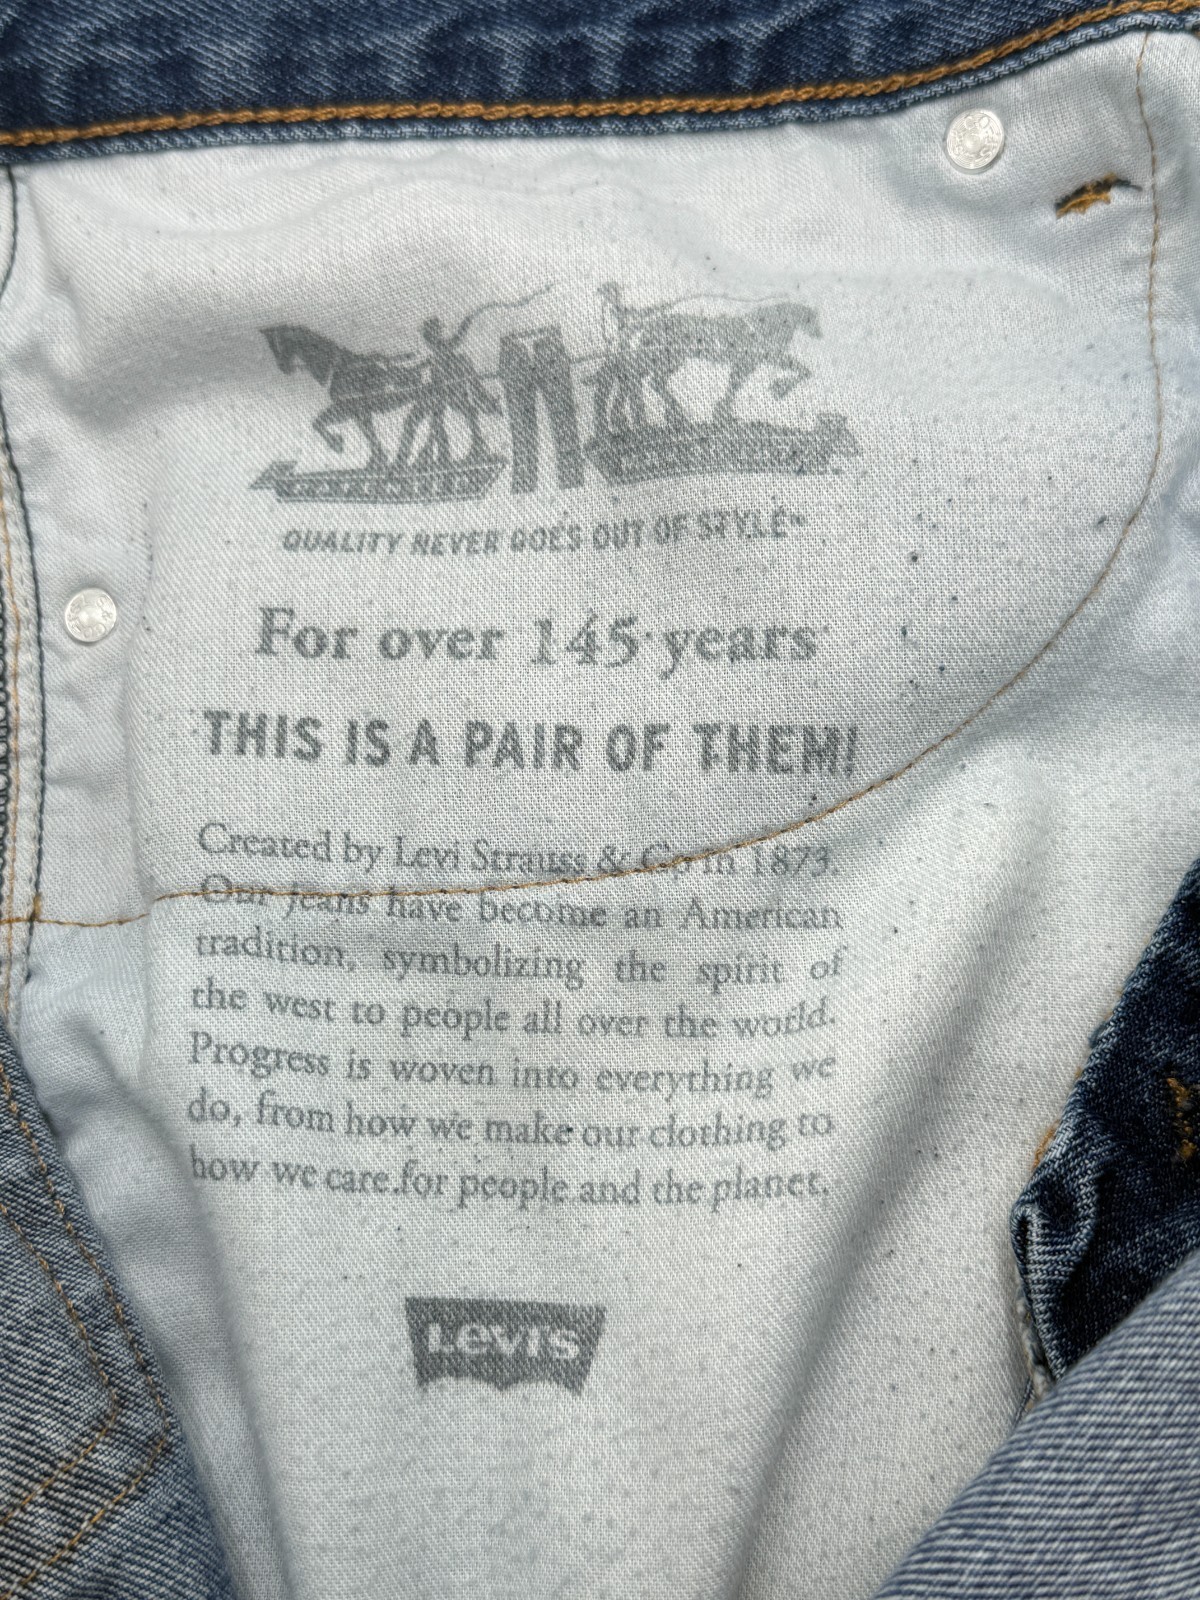 QUALITY NEVER GOES OUT OF STYLE™
For over 145 years
THIS IS A PAIR OF THEM!
Created by Levi Strauss & Co in 1873.
Our jeans have become an American
tradition, symbolizing the spirit of
the west to people all over the world.
Progress is woven into everything we
do, from how we make our clothing to
how we care for people and the planet.
Levi's